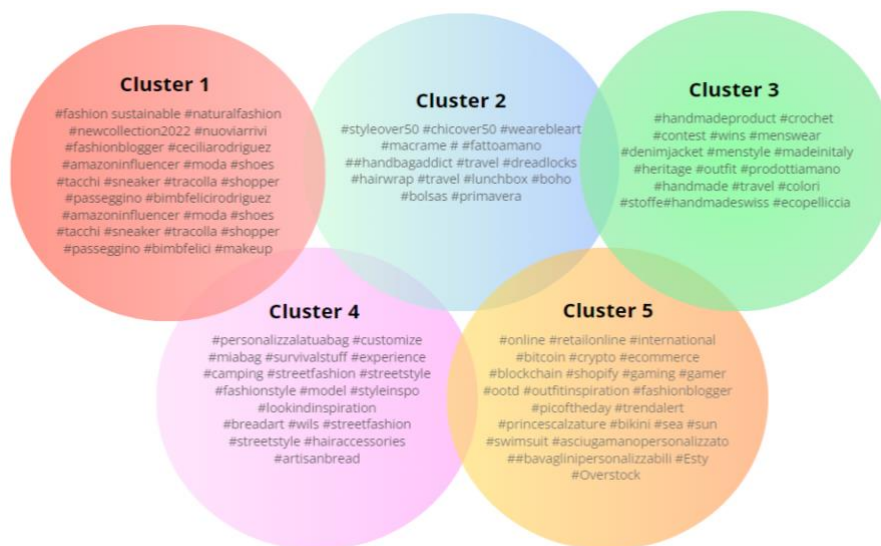 Cluster 1
#fashion sustainable #naturalfashion
#newcollection2022 #nuoviarrivi
#fashionblogger #ceciliarodriguez
#amazoninfluencer #moda #shoes
#tacchi #sneaker #tracolla #shopper
#passeggino #bimbfelicirodriguez
#amazoninfluencer #moda #shoes
#tacchi #sneaker #tracolla #shopper
#passeggino #bimbfelici #makeup
Cluster 2
#styleover50 #chicover50 #wearebleart
#macrame # #fattoamano
##handbagaddict #travel #dreadlocks
#hairwrap #travel #lunchbox #boho
#bolsas #primavera
Cluster 3
#handmadeproduct #crochet
#contest #wins #menswear
#denimjacket #menstyle #madeinitaly
#heritage #outfit #prodottiamano
#handmade #travel #colori
#stoffe#handmadeswiss #ecopelliccia
Cluster 4
#personalizzalatuabag #customize
#miabag #survivalstuff #experience
#camping #streetfashion #streetstyle
#fashionstyle #model #styleinspo
#lookindinspiration
#breadart #wils #streetfashion
#streetstyle #hairaccessories
#artisanbread
Cluster 5
#online #retailonline #international
#bitcoin #crypto #ecommerce
#blockchain #shopify #gaming #gamer
#ootd #outfitinspiration #fashionblogger
#picoftheday #trendalert
#princescalzature #bikini #sea #sun
#swimsuit #asciugamanopersonalizzato
##bavaglinipersonalizzabili #Esty
#Overstock